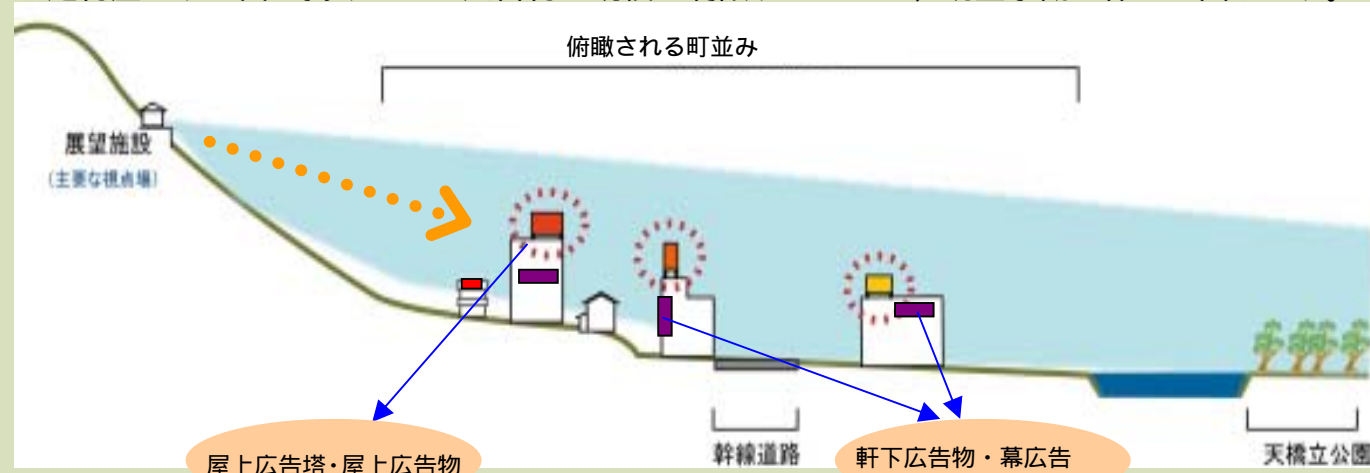 俯瞰される町並み
展望施設
(主要な視点場)
幹線道路
天橋立公園
屋上広告塔・屋上広告物
軒下広告物・幕広告